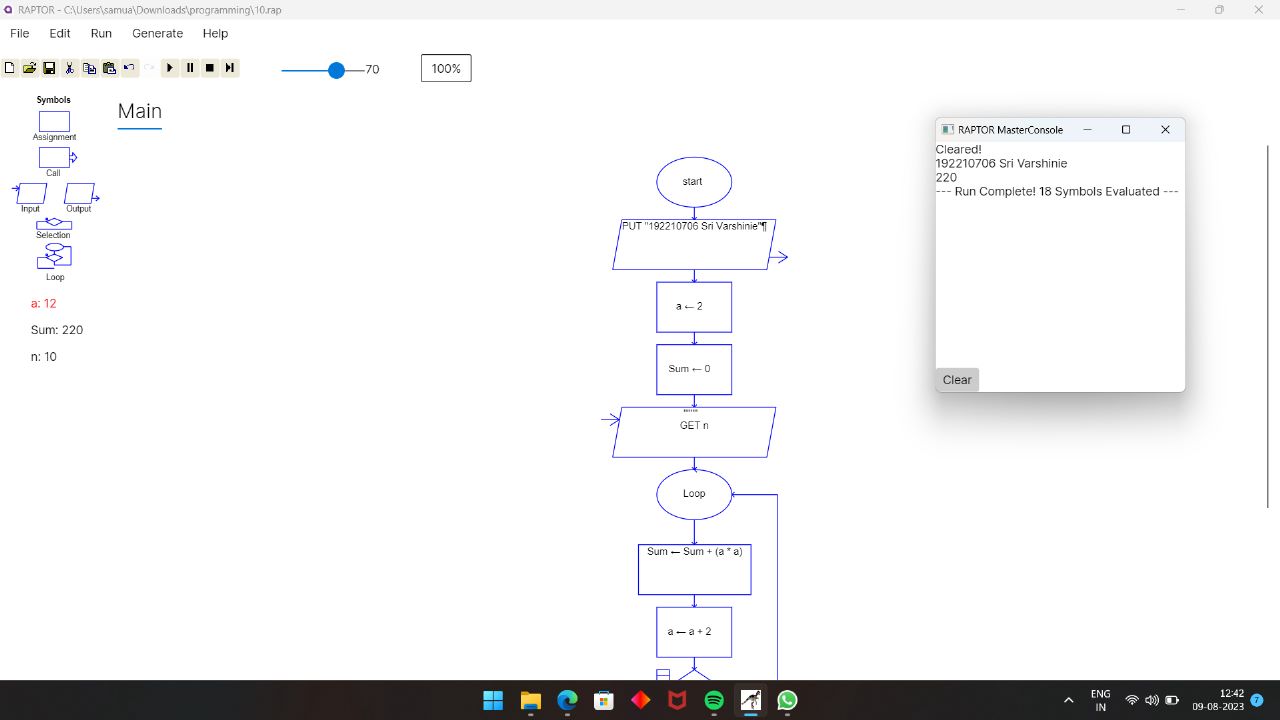 RAPTOR - C:\Users\samua\Downloads\programming\10.rap
File Edit Run Generate Help
70
100%
Symbols
Assignment
Call
Input Output
Selection
Loop
a: 12
Sum: 220
n: 10
Main
start
PUT "192210706 Sri Varshinie"¶
a ← 2
Sum ← 0
GET n
Loop
Sum ← Sum + (a * a)
a ← a + 2
RAPTOR MasterConsole
Cleared!
192210706 Sri Varshinie
220
--- Run Complete! 18 Symbols Evaluated ---
Clear
ENG
IN
12:42
09-08-2023
7